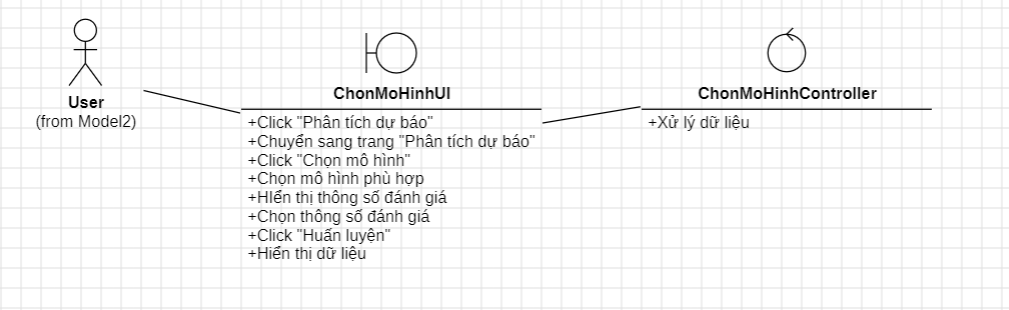 User
(from Model2)
ChonMoHinhUI
+Click "Phân tích dự báo"
+Chuyển sang trang "Phân tích dự báo"
+Click "Chọn mô hình"
+Chọn mô hình phù hợp
+HIển thị thông số đánh giá
+Chọn thông số đánh giá
+Click "Huấn luyện"
+Hiển thị dữ liệu
ChonMoHinhController
+Xử lý dữ liệu